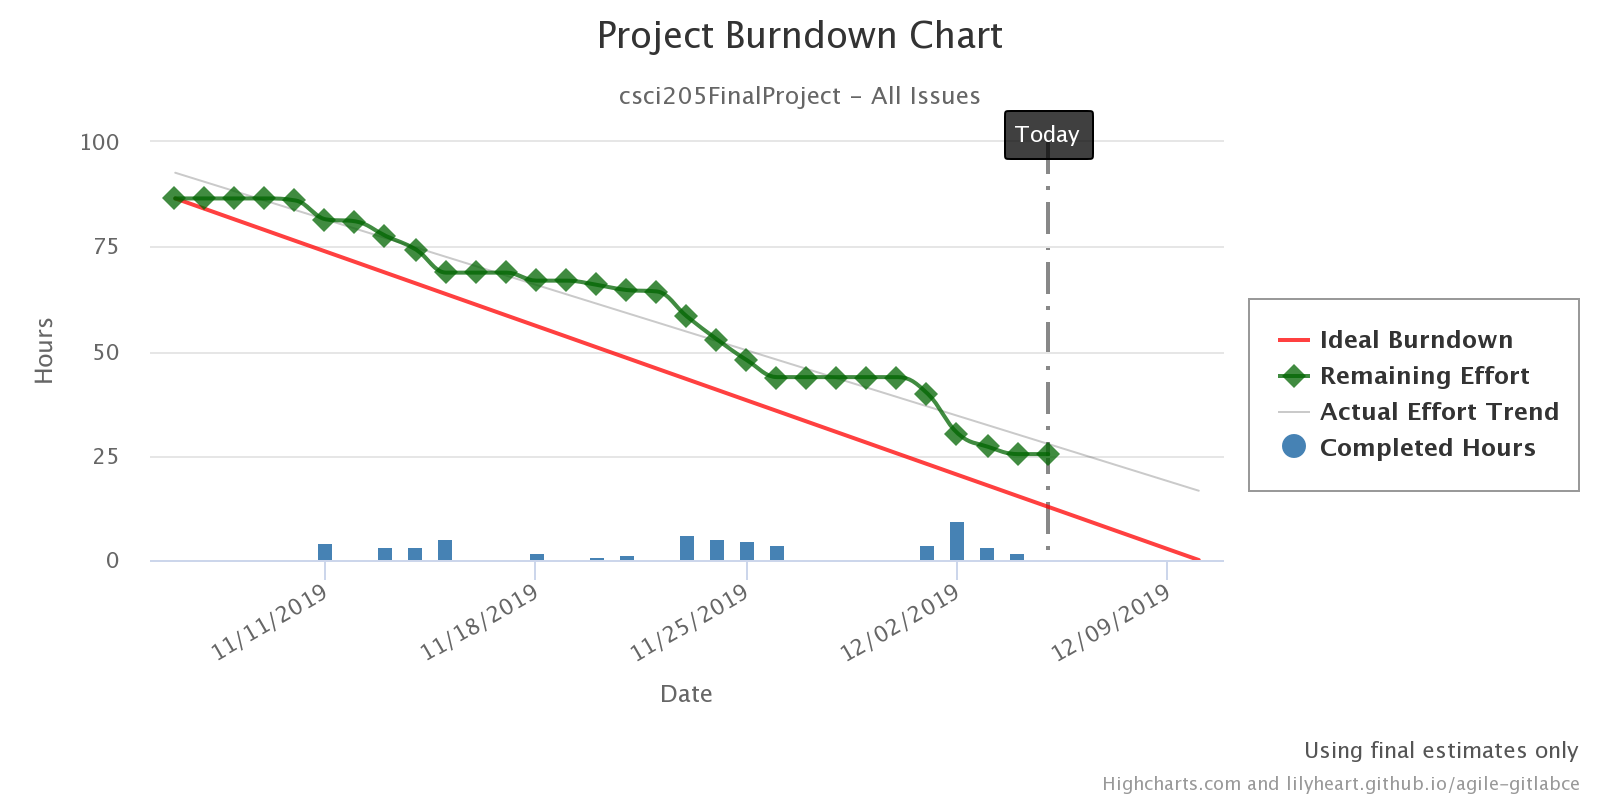 Project Burndown Chart
csci205FinalProject – All Issues
Today
100
75
50
25
0
Hours
11/11/2019
11/18/2019
11/25/2019
12/02/2019
12/09/2019
Date
Ideal Burndown
Remaining Effort
Actual Effort Trend
Completed Hours
Using final estimates only
Highcharts.com and lilyheart.github.io/agile-gitlabce